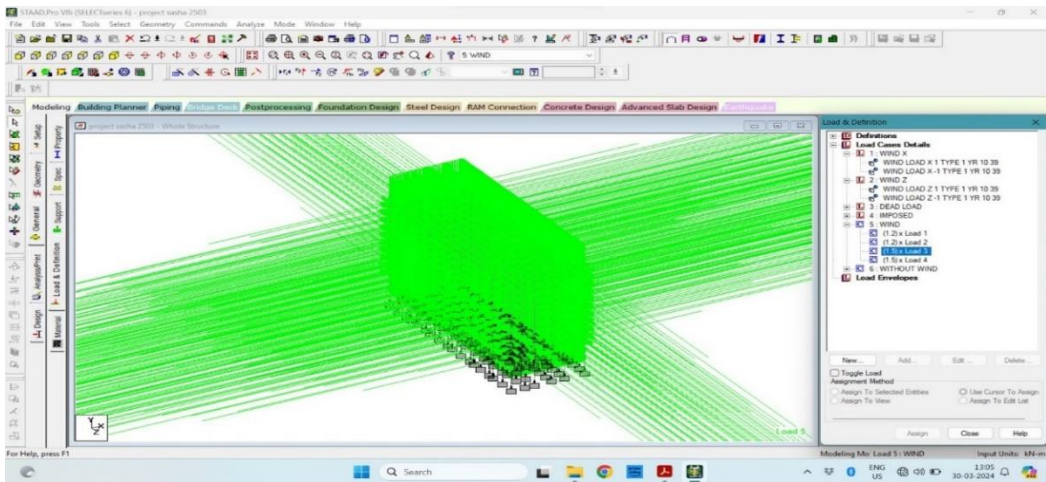 STAAD.Pro V8i (SELECTseries 6) - project sasha 2503
File Edit View Tools Select Geometry Commands Analyze Mode Window Help
5: WIND
Modeling Building Planner Piping Bridge Deck Postprocessing Foundation Design Steel Design RAM Connection Concrete Design Advanced Slab Design Earthquake
Setup
Geometry
General
Analysis/Print
Design
Property
Spec
Support
Load & Definition
Material
project sasha 2503 - Whole Structure
Y
X
Z
Load 5
Load & Definition
Definitions
Load Cases Details
1 : WIND X
WIND LOAD X 1 TYPE 1 YR 10 39
WIND LOAD X -1 TYPE 1 YR 10 39
2 : WIND Z
WIND LOAD Z 1 TYPE 1 YR 10 39
WIND LOAD Z -1 TYPE 1 YR 10 39
3 : DEAD LOAD
4 : IMPOSED
5 : WIND
(1.2) x Load 1
(1.2) x Load 2
(1.5) x Load 3
(1.5) x Load 4
6 : WITHOUT WIND
Load Envelopes
New... Add... Edit ... Delete...
Toggle Load
Assignment Method
Assign To Selected Entities Use Cursor To Assign
Assign To View Assign To Edit List
Assign Close Help
For Help, press F1
Modeling Mo Load 5 : WIND Input Units: kN-m
Search
ENG
US
13:05
30-03-2024